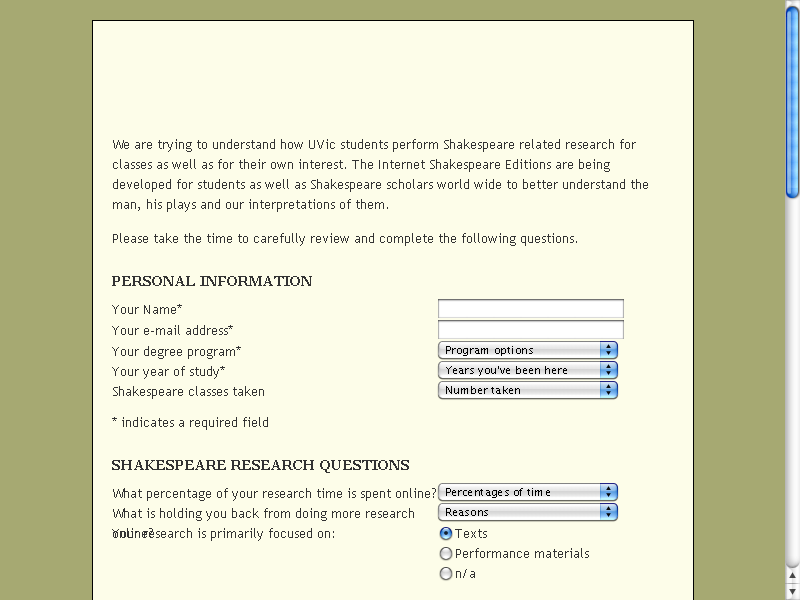 We are trying to understand how UVic students perform Shakespeare related research for
classes as well as for their own interest. The Internet Shakespeare Editions are being
developed for students as well as Shakespeare scholars world wide to better understand the
man, his plays and our interpretations of them.
Please take the time to carefully review and complete the following questions.
PERSONAL INFORMATION
Your Name*
Your e-mail address*
Your degree program* Program options
Your year of study* Years you've been here
Shakespeare classes taken Number taken
* indicates a required field
SHAKESPEARE RESEARCH QUESTIONS
What percentage of your research time is spent online? Percentages of time
What is holding you back from doing more research Reasons
online?
Your research is primarily focused on: Texts
Performance materials
n/a